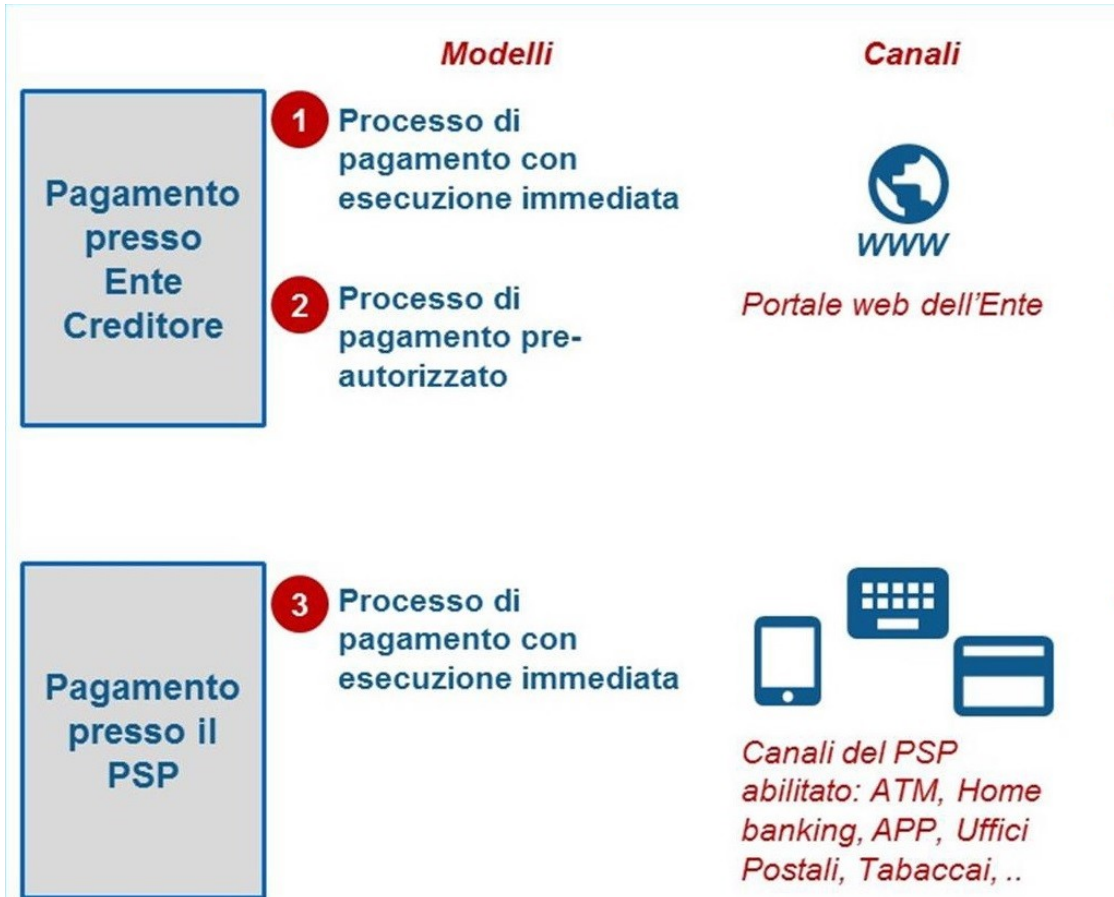 Modelli
Canali
Pagamento
presso
Ente
Creditore
1
Processo di
pagamento con
esecuzione immediata
2
Processo di
pagamento pre-
autorizzato
WWW
Portale web dell’Ente
Pagamento
presso il
PSP
3
Processo di
pagamento con
esecuzione immediata
Canali del PSP
abilitato: ATM, Home
banking, APP, Uffici
Postali, Tabaccai, ..